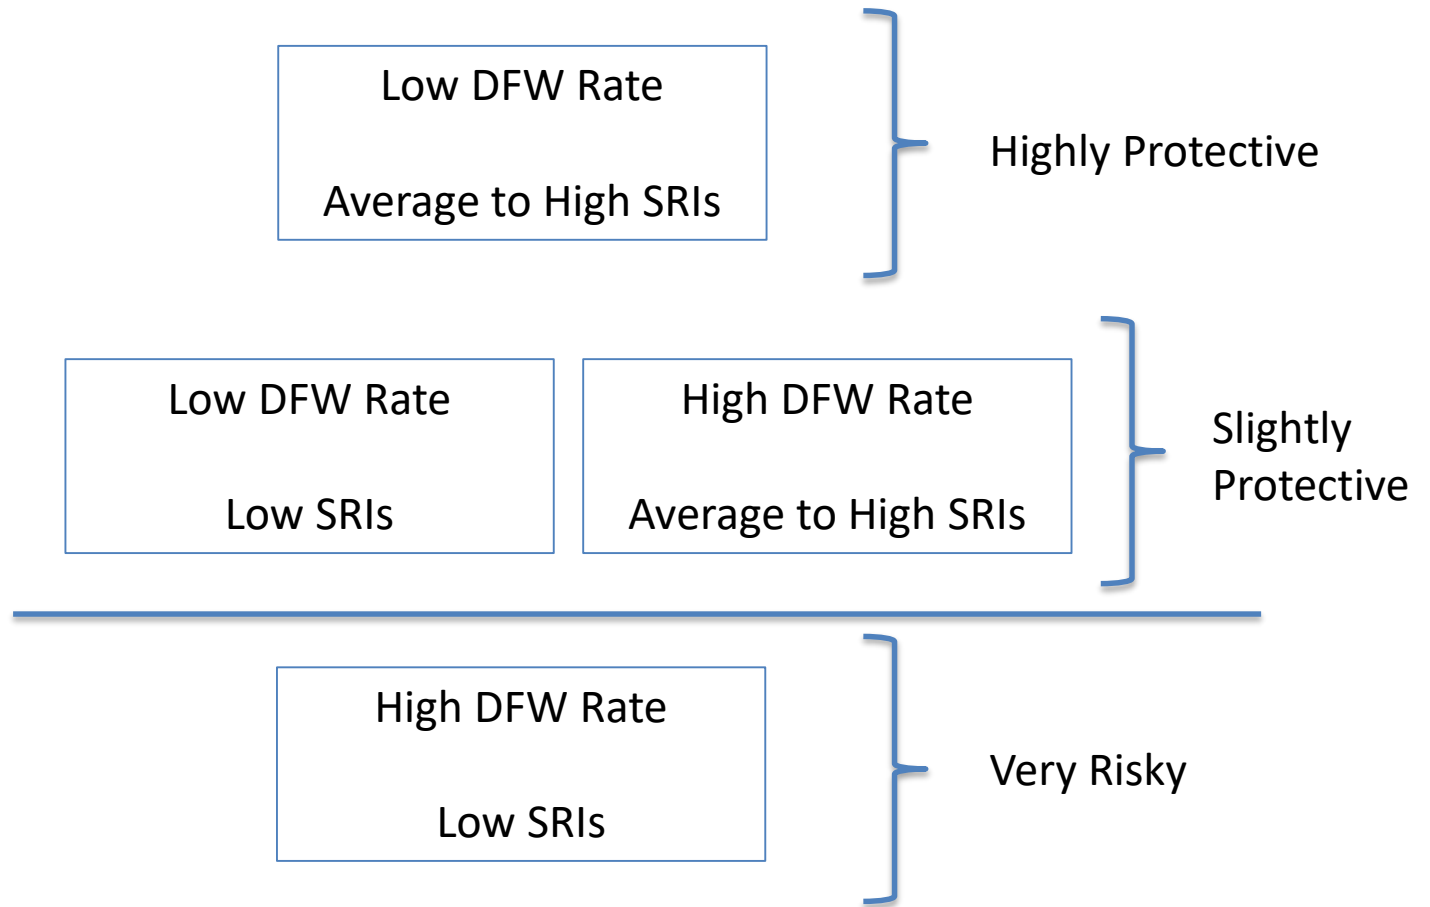 Low DFW Rate
Average to High SRIs
Highly Protective
Low DFW Rate
Low SRIs
High DFW Rate
Average to High SRIs
Slightly
Protective
High DFW Rate
Low SRIs
Very Risky